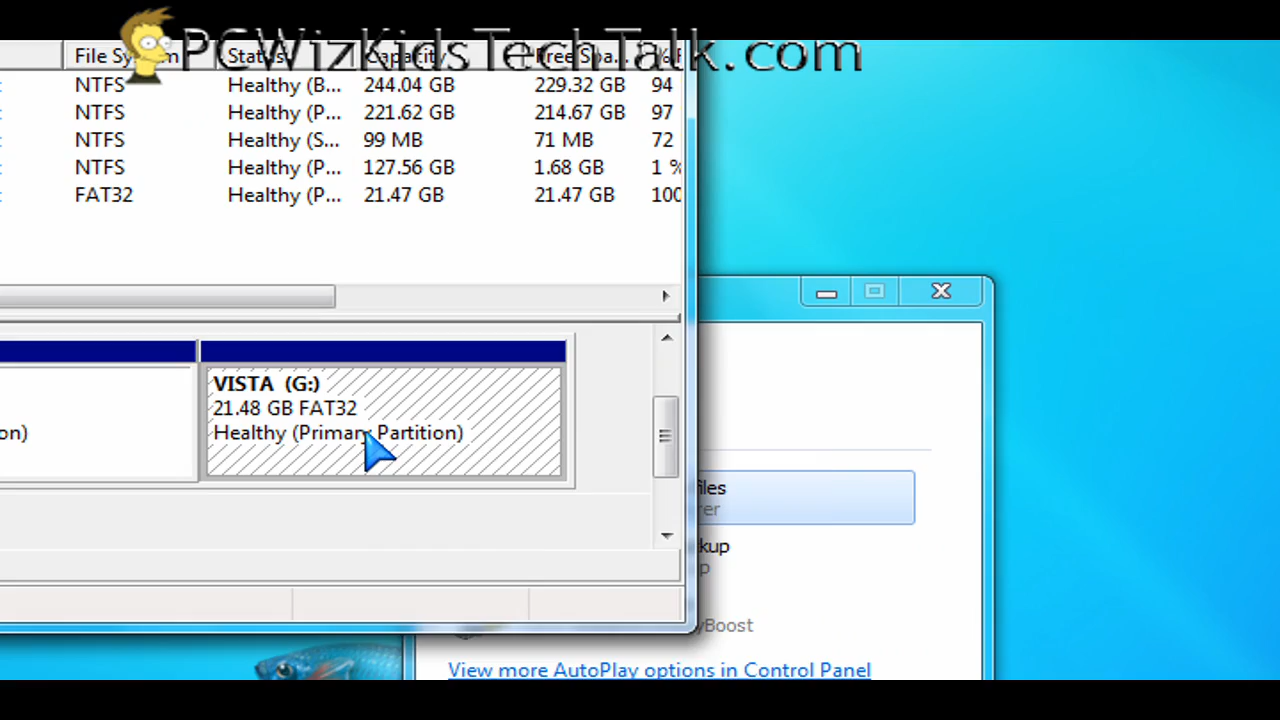 PCWizKidsTechTalk.com
File System Status Capacity Free Spa...
NTFS Healthy (B... 244.04 GB 229.32 GB 94
NTFS Healthy (P... 221.62 GB 214.67 GB 97
NTFS Healthy (S... 99 MB 71 MB 72
NTFS Healthy (P... 127.56 GB 1.68 GB 1 %
FAT32 Healthy (P... 21.47 GB 21.47 GB 100
VISTA (G:)
21.48 GB FAT32
on) Healthy (Primary Partition)
files
rer
kup
p
yBoost
View more AutoPlay options in Control Panel